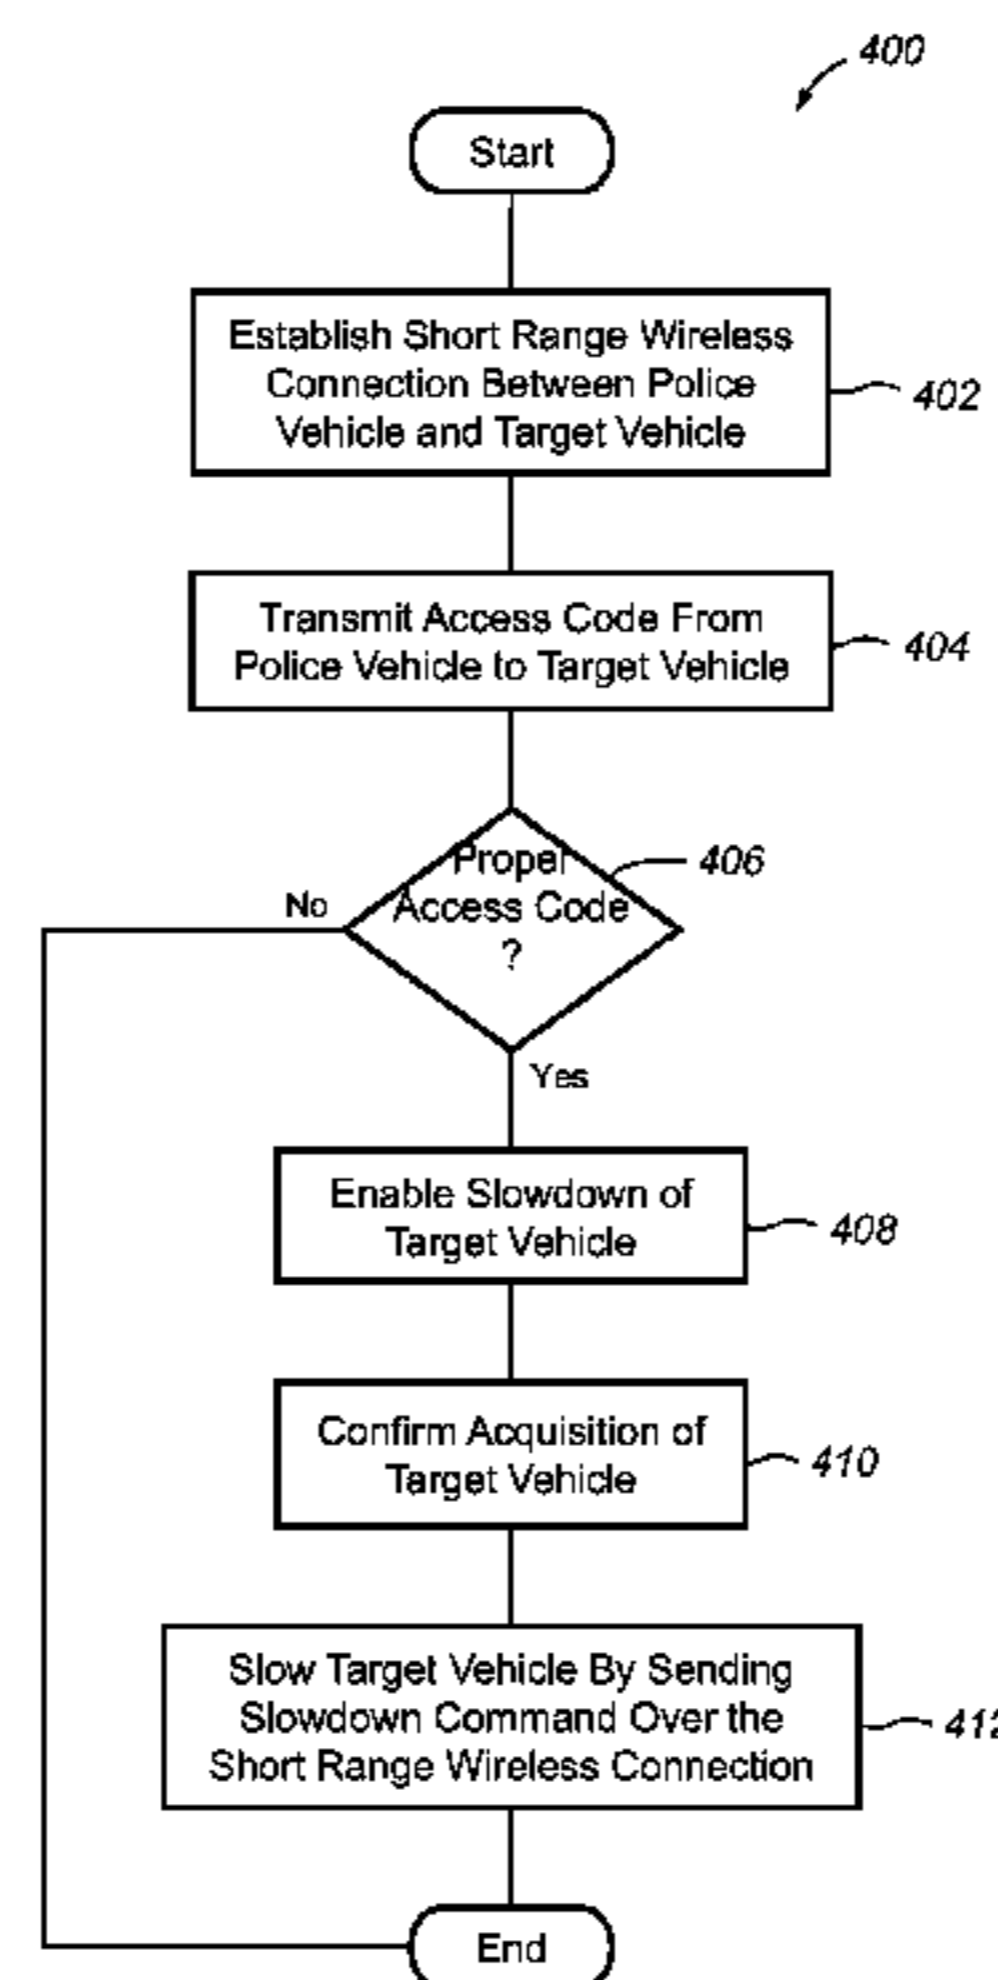 400
Start
Establish Short Range Wireless
Connection Between Police
Vehicle and Target Vehicle
402
Transmit Access Code From
Police Vehicle to Target Vehicle
404
Proper
Access Code
?
406
No
Yes
Enable Slowdown of
Target Vehicle
408
Confirm Acquisition of
Target Vehicle
410
Slow Target Vehicle By Sending
Slowdown Command Over the
Short Range Wireless Connection
412
End